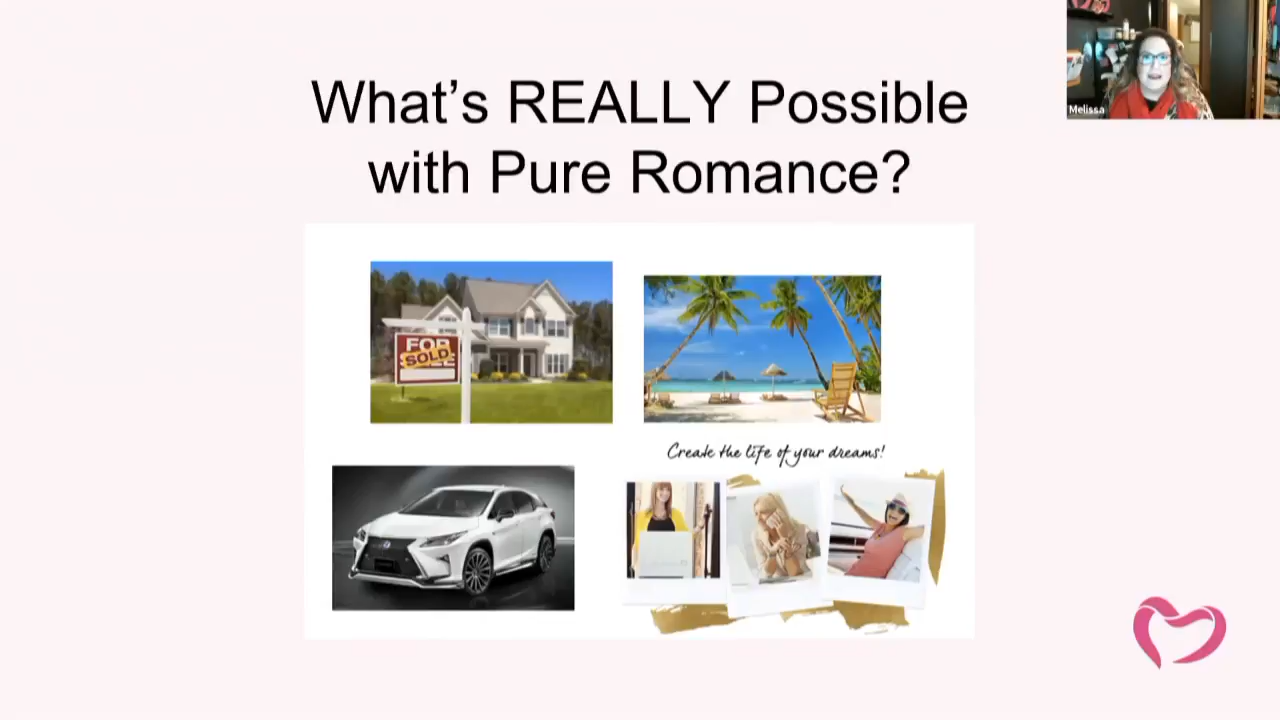 What's REALLY Possible
with Pure Romance?
Melissa
FOR
SOLD
Create the life of your dreams!